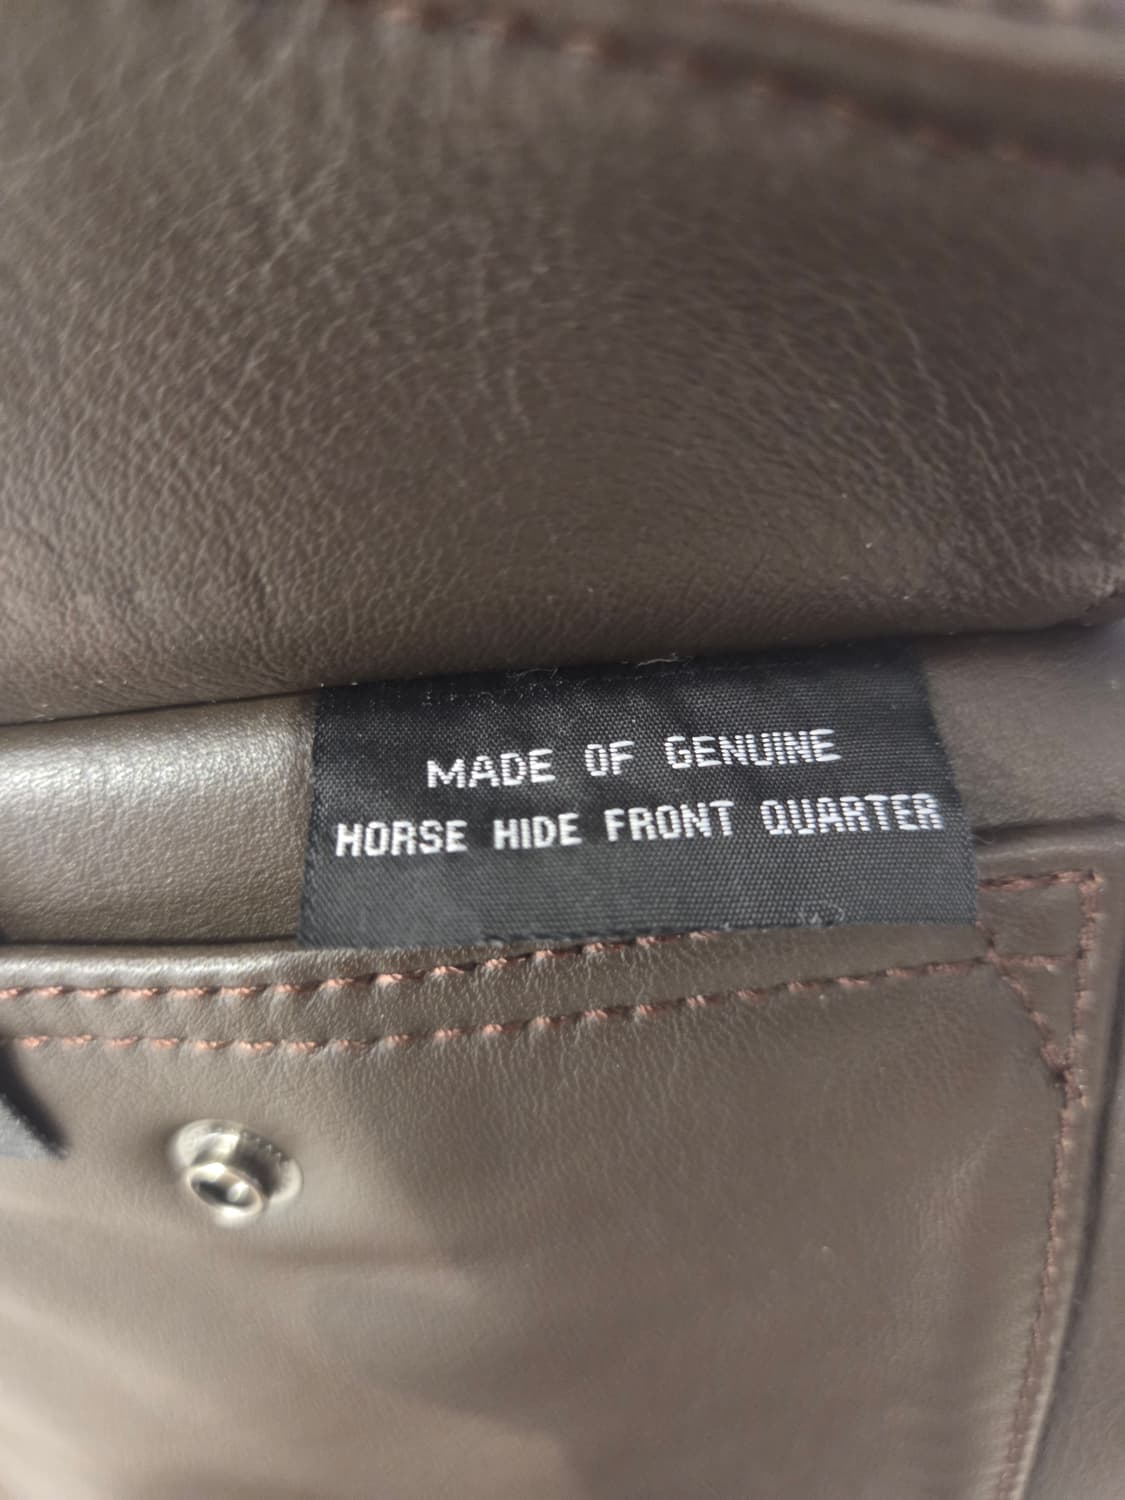 MADE OF GENUINE
HORSE HIDE FRONT QUARTER